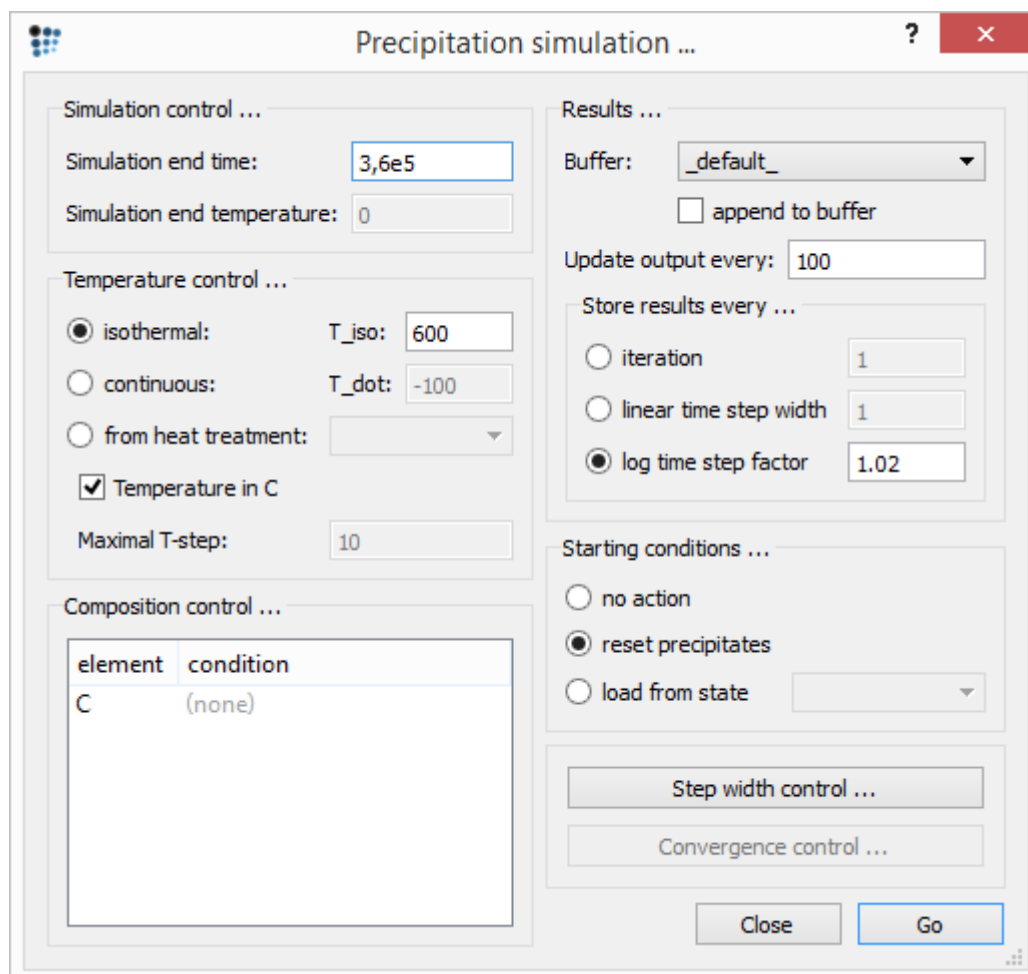 Precipitation simulation ...
?
Simulation control ...
Simulation end time: 3,6e5
Simulation end temperature: 0
Temperature control ...
isothermal: T_iso: 600
continuous: T_dot: -100
from heat treatment:
Temperature in C
Maximal T-step: 10
Composition control ...
element condition
C (none)
Results ...
Buffer: _default_
append to buffer
Update output every: 100
Store results every ...
iteration 1
linear time step width 1
log time step factor 1.02
Starting conditions ...
no action
reset precipitates
load from state
Step width control ...
Convergence control ...
Close Go